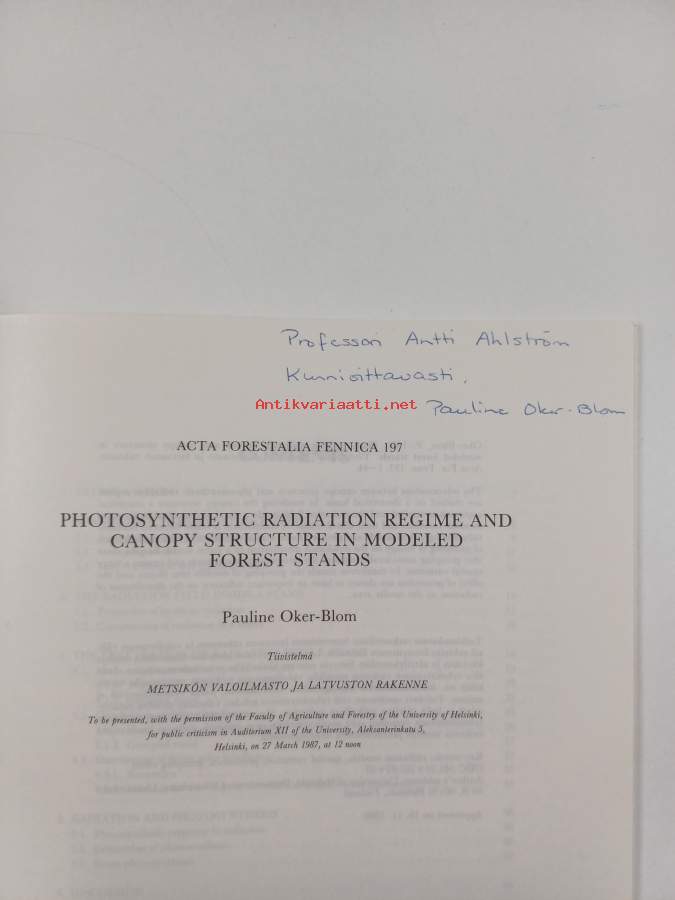 Professori Antti Ahlström
Kunnioittavasti,
Antikvariaatti.net
Pauline Oker-Blom
ACTA FORESTALIA FENNICA 197
PHOTOSYNTHETIC RADIATION REGIME AND
CANOPY STRUCTURE IN MODELED
FOREST STANDS
Pauline Oker-Blom
Tiivistelmä
METSIKÖN VALOILMASTO JA LATVUSTON RAKENNE
To be presented, with the permission of the Faculty of Agriculture and Forestry of the University of Helsinki,
for public criticism in Auditorium XII of the University, Aleksanterinkatu 5,
Helsinki, on 27 March 1987, at 12 noon